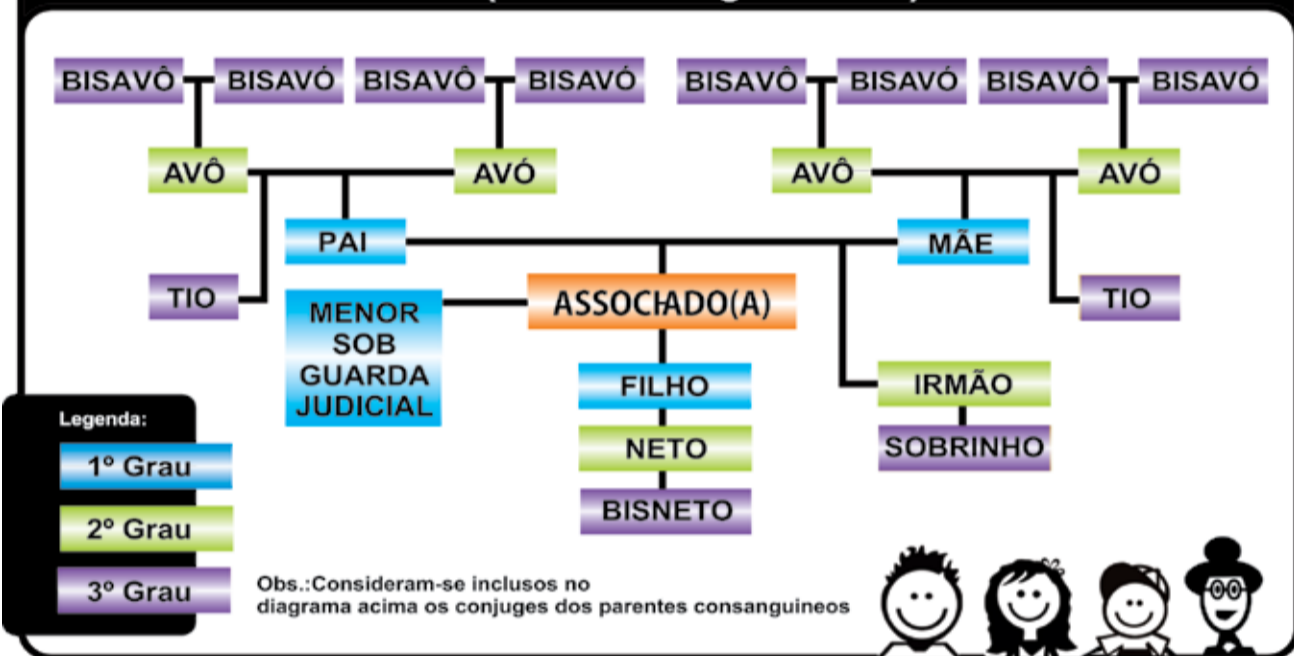 BISAVÔ BISAVÓ BISAVÔ BISAVÓ BISAVÔ BISAVÓ BISAVÔ BISAVÓ
AVÔ AVÓ AVÔ AVÓ
PAI MÃE
TIO ASSOCIADO(A) TIO
MENOR
SOB
GUARDA
JUDICIAL
FILHO IRMÃO
NETO SOBRINHO
BISNETO
Legenda:
1º Grau
2º Grau
3º Grau
Obs.:Consideram-se inclusos no
diagrama acima os conjuges dos parentes consanguineos